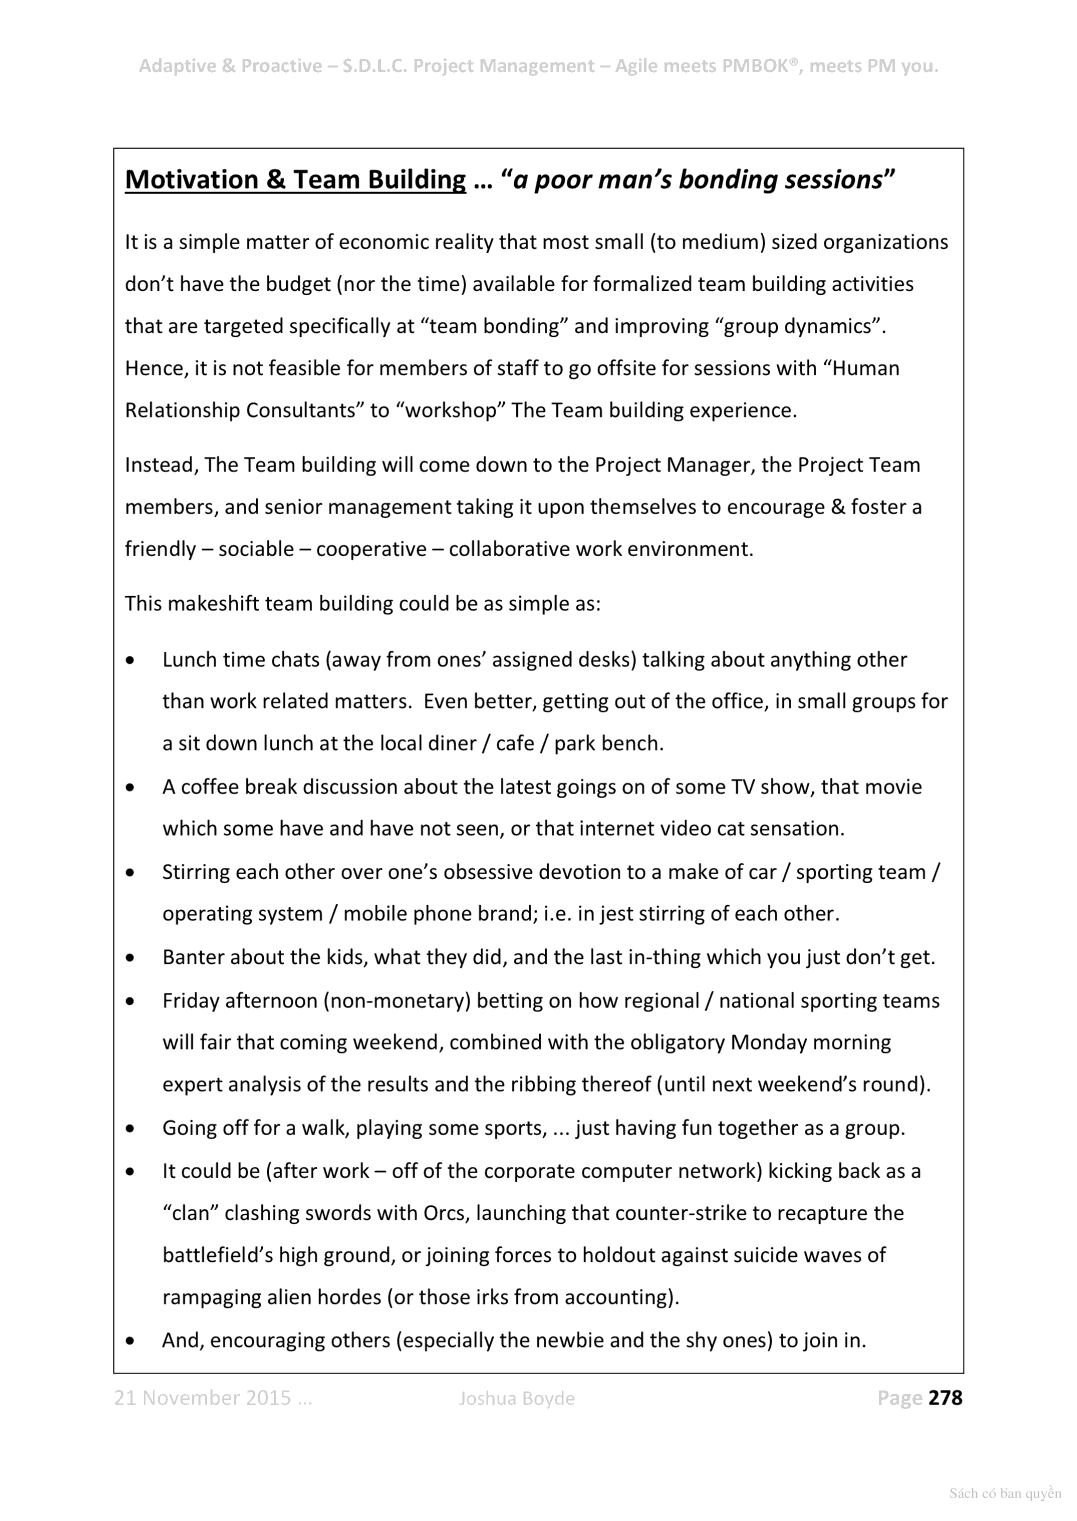 Adaptive & Proactive – S.D.L.C. Project Management – Agile meets PMBOK®, meets PM you.
Motivation & Team Building ... “a poor man’s bonding sessions”
It is a simple matter of economic reality that most small (to medium) sized organizations
don’t have the budget (nor the time) available for formalized team building activities
that are targeted specifically at “team bonding” and improving “group dynamics”.
Hence, it is not feasible for members of staff to go offsite for sessions with “Human
Relationship Consultants” to “workshop” The Team building experience.
Instead, The Team building will come down to the Project Manager, the Project Team
members, and senior management taking it upon themselves to encourage & foster a
friendly – sociable – cooperative – collaborative work environment.
This makeshift team building could be as simple as:
• Lunch time chats (away from ones’ assigned desks) talking about anything other
than work related matters.  Even better, getting out of the office, in small groups for
a sit down lunch at the local diner / cafe / park bench.
• A coffee break discussion about the latest goings on of some TV show, that movie
which some have and have not seen, or that internet video cat sensation.
• Stirring each other over one’s obsessive devotion to a make of car / sporting team /
operating system / mobile phone brand; i.e. in jest stirring of each other.
• Banter about the kids, what they did, and the last in-thing which you just don’t get.
• Friday afternoon (non-monetary) betting on how regional / national sporting teams
will fair that coming weekend, combined with the obligatory Monday morning
expert analysis of the results and the ribbing thereof (until next weekend’s round).
• Going off for a walk, playing some sports, ... just having fun together as a group.
• It could be (after work – off of the corporate computer network) kicking back as a
“clan” clashing swords with Orcs, launching that counter-strike to recapture the
battlefield’s high ground, or joining forces to holdout against suicide waves of
rampaging alien hordes (or those irks from accounting).
• And, encouraging others (especially the newbie and the shy ones) to join in.
21 November 2015 ... Joshua Boyde Page 278
Sách có bản quyền